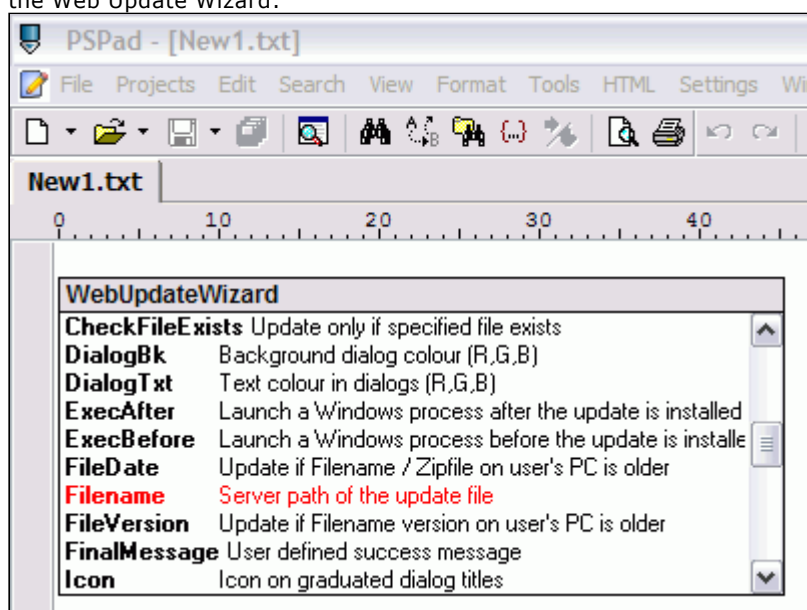 the Web Update Wizard.
PSPad - [New1.txt]
File Projects Edit Search View Format Tools HTML Settings Wi
New1.txt
0 10 20 30 40
WebUpdateWizard
CheckFileExists Update only if specified file exists
DialogBk Background dialog colour (R,G,B)
DialogTxt Text colour in dialogs (R,G,B)
ExecAfter Launch a Windows process after the update is installed
ExecBefore Launch a Windows process before the update is installe
FileDate Update if Filename / Zipfile on user's PC is older
Filename Server path of the update file
FileVersion Update if Filename version on user's PC is older
FinalMessage User defined success message
Icon Icon on graduated dialog titles